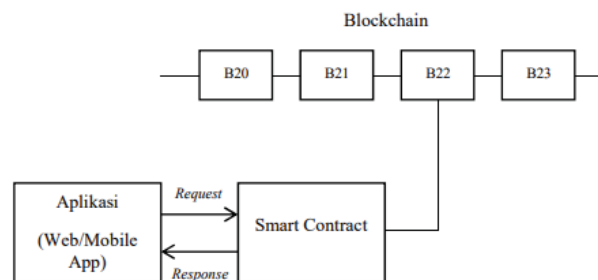 Blockchain
B20
B21
B22
B23
Aplikasi
(Web/Mobile
App)
Request
Response
Smart Contract